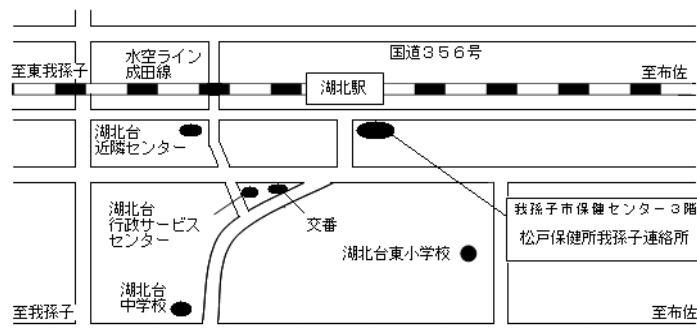 水空ライン
成田線
国道３５６号
至東我孫子
至布佐
湖北駅
湖北台
近隣センター
湖北台
行政サービス
センター
交番
我孫子市保健センター３階
松戸保健所我孫子連絡所
湖北台東小学校
湖北台
中学校
至我孫子
至布佐